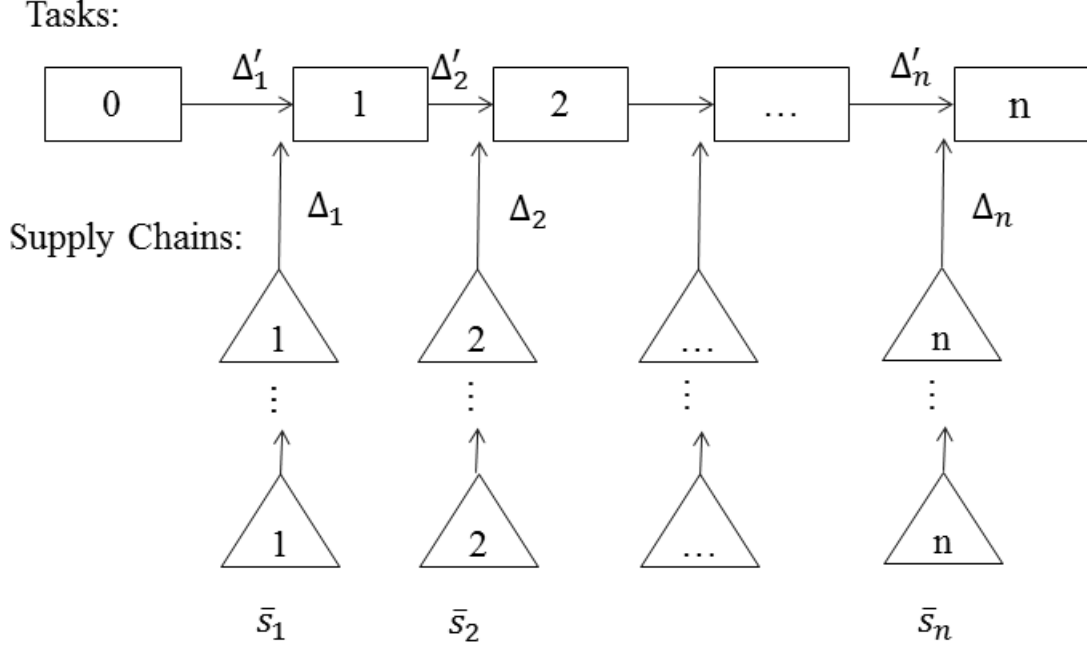 Tasks:
Δ′₁ Δ′₂ Δ′ₙ
0 1 2 … n
Δ₁ Δ₂ Δₙ
Supply Chains:
1 2 … n
⋮ ⋮ ⋮ ⋮
1 2 … n
s̄₁ s̄₂ s̄ₙ